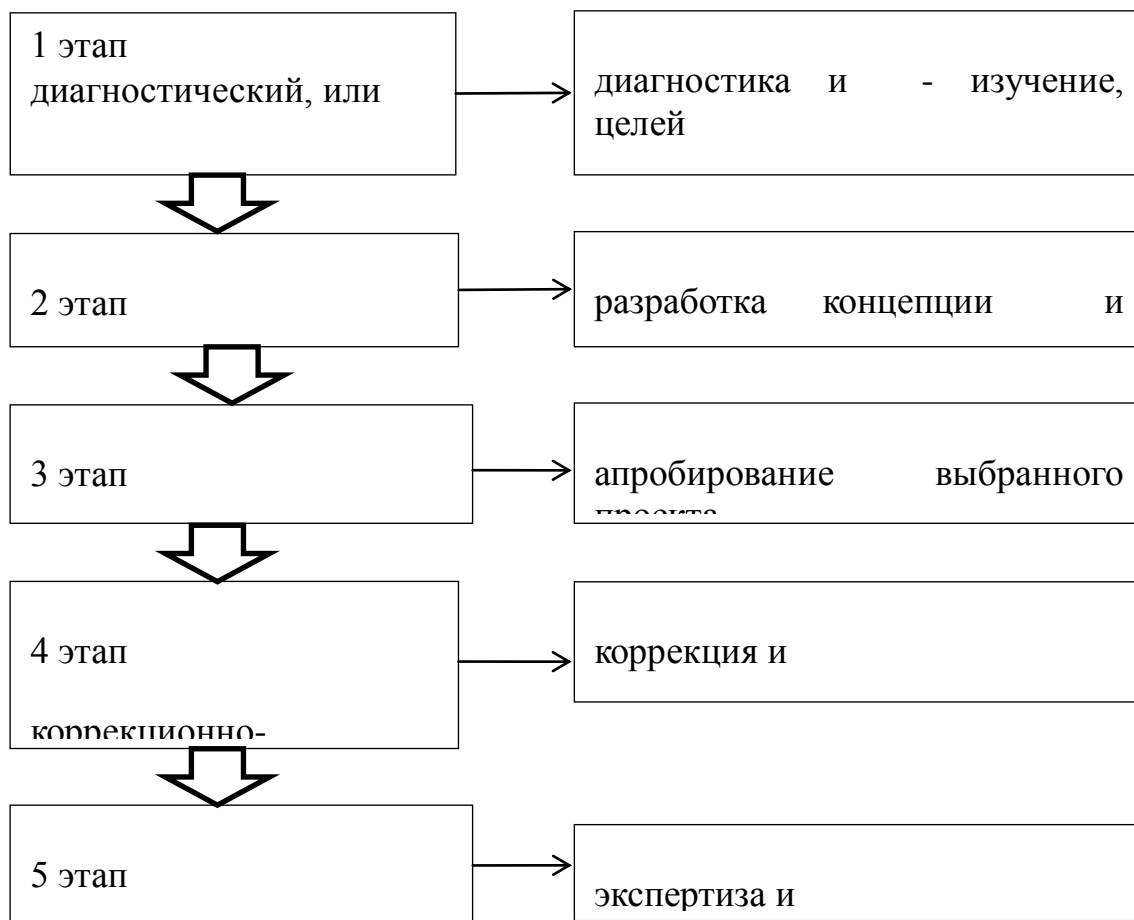 1 этап
диагностический, или
диагностика и - изучение,
целей
2 этап
разработка концепции и
3 этап
апробирование выбранного
проекта
4 этап
коррекционно-
коррекция и
5 этап
экспертиза и